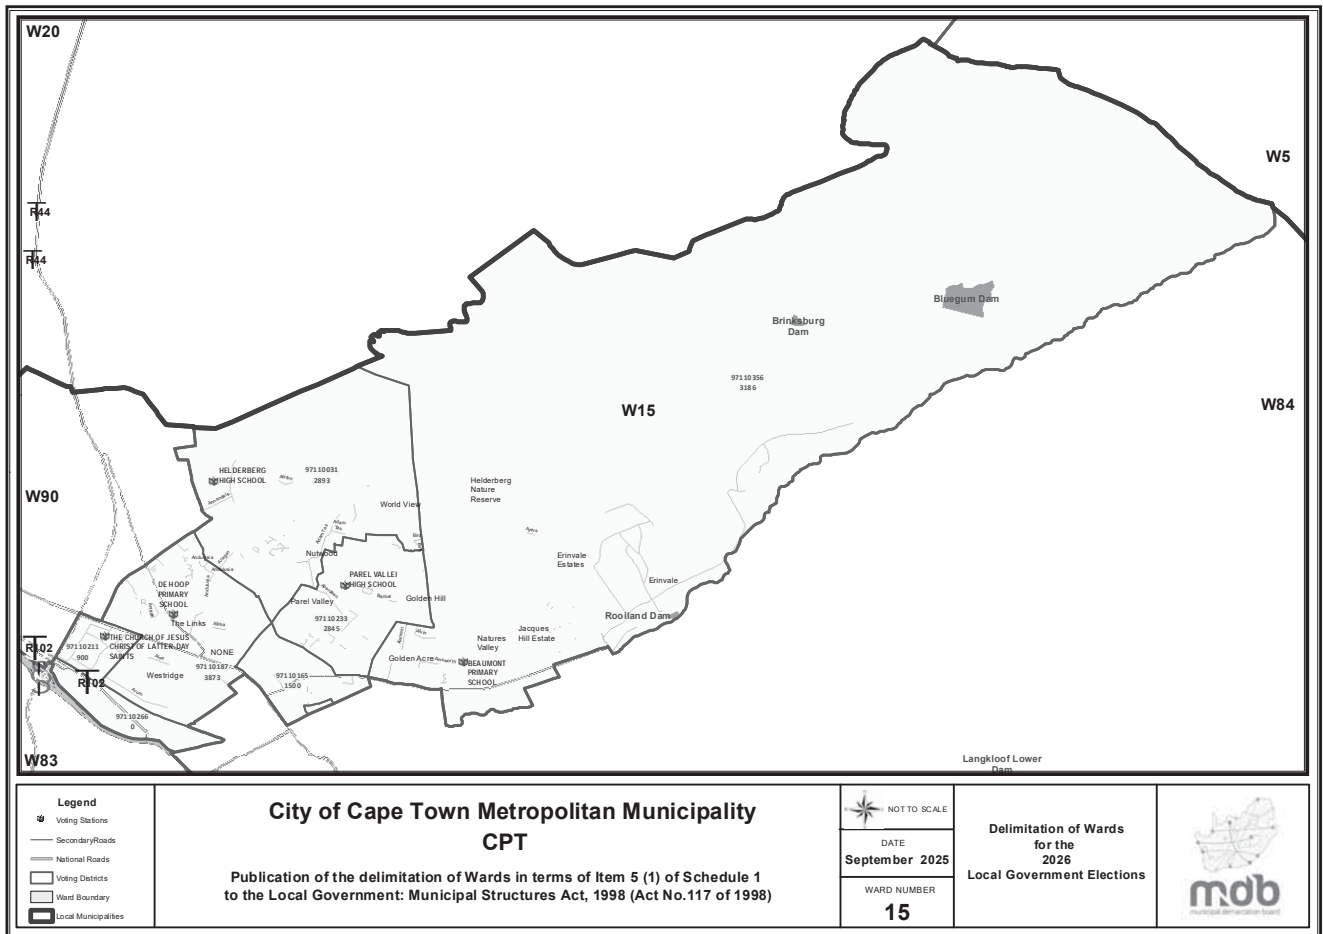 W20
W5
R44
R44
Bluegum Dam
Brinksburg
Dam
97110356
3186
W15
W84
W90
HELDERBERG
HIGH SCHOOL
97110031
2893
Helderberg
Nature
Reserve
World View
Nutwood
Erinvale
Estates
Erinvale
PAREL VALLEI
HIGH SCHOOL
DE HOOP
PRIMARY
SCHOOL
Parel Valley
Golden Hill
Rooiland Dam
97110233
2845
The Links
Jacques
Hill Estate
Natures
Valley
THE CHURCH OF JESUS
CHRIST OF LATTER-DAY
SAINTS
R102
97110211
900
NONE
Golden Acre
BEAUMONT
PRIMARY
SCHOOL
97110187
3873
Westridge
97110165
1500
R102
97110266
0
W83
Langkloof Lower
Dam
Legend
Voting Stations
SecondaryRoads
National Roads
Voting Districts
Ward Boundary
Local Municipalities
City of Cape Town Metropolitan Municipality
CPT
Publication of the delimitation of Wards in terms of Item 5 (1) of Schedule 1
to the Local Government: Municipal Structures Act, 1998 (Act No.117 of 1998)
NOT TO SCALE
DATE
September 2025
WARD NUMBER
15
Delimitation of Wards
for the
2026
Local Government Elections
mdb
municipal demarcation board